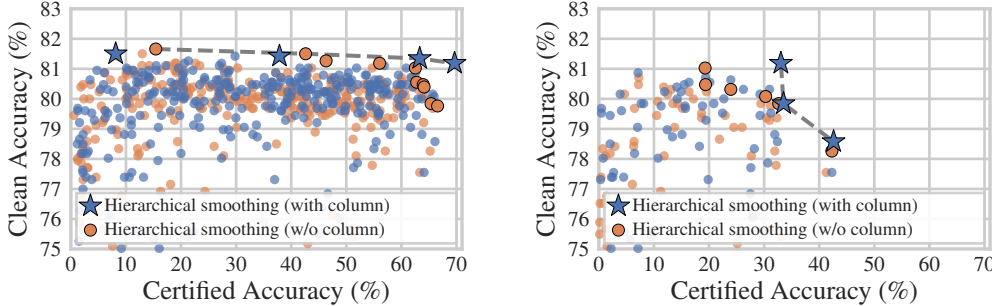 Clean Accuracy (%)
83
82
81
80
79
78
77
76
75
Hierarchical smoothing (with column)
Hierarchical smoothing (w/o column)
0 10 20 30 40 50 60 70
Certified Accuracy (%)
Clean Accuracy (%)
83
82
81
80
79
78
77
76
75
Hierarchical smoothing (with column)
Hierarchical smoothing (w/o column)
0 10 20 30 40 50 60 70
Certified Accuracy (%)